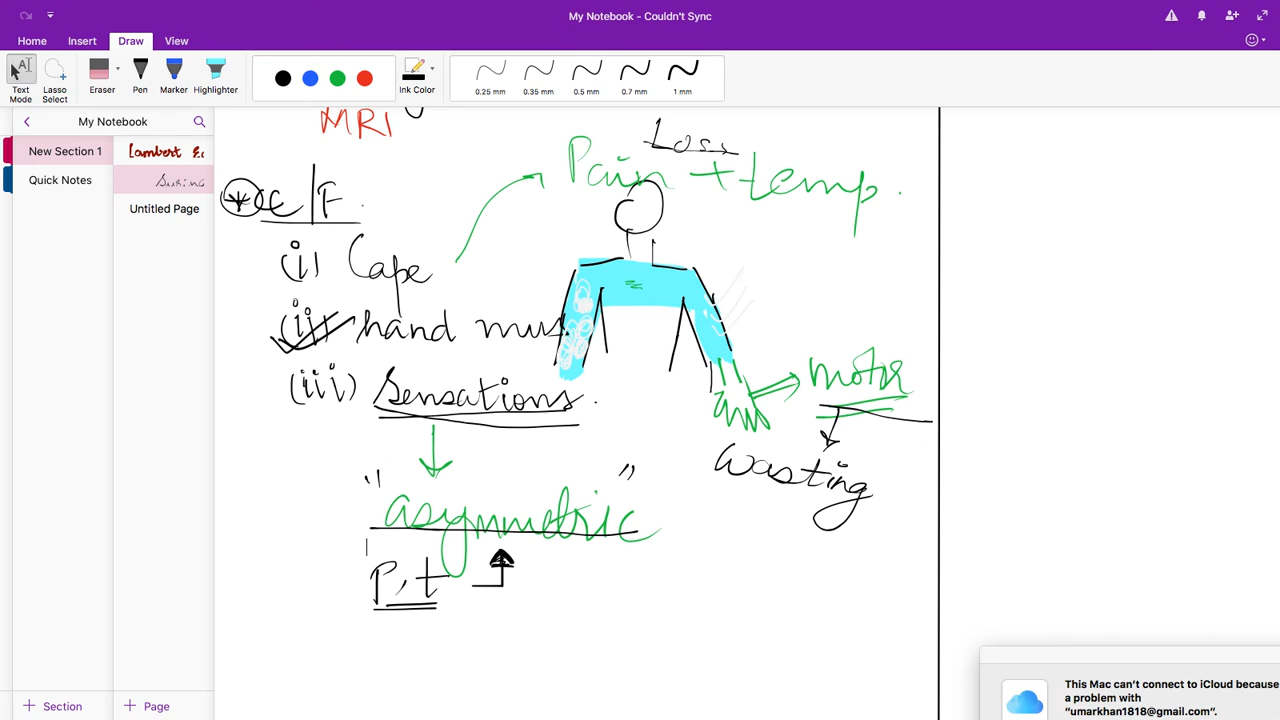 My Notebook - Couldn't Sync
Home Insert Draw View
Text Mode
Lasso Select
Eraser
Pen
Marker
Highlighter
Ink Color
0.25 mm
0.35 mm
0.5 mm
0.7 mm
1 mm
My Notebook
New Section 1
Quick Notes
Lambert
Untitled Page
Section
Page
MRI
Loss
Pain + temp.
C/F.
(i) Cape
(ii) hand mus
(iii) Sensations.
motor
wasting
"asymmetric"
P, t
This Mac can't connect to iCloud because
a problem with
"umarkhan1818@gmail.com".